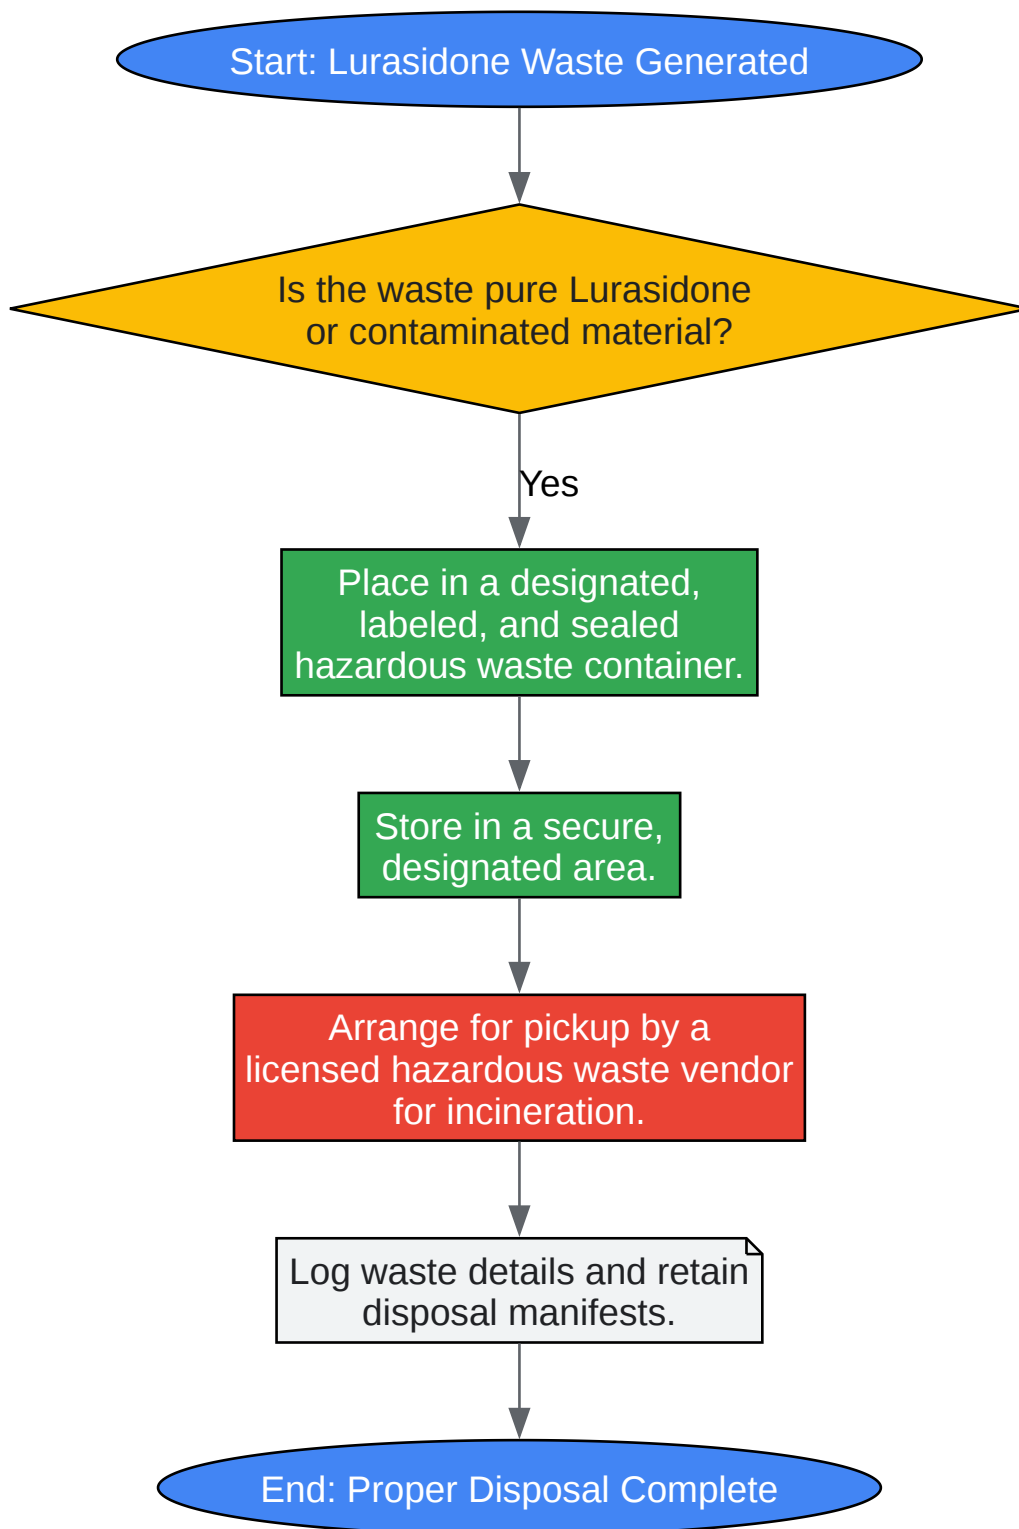 Start: Lurasidone Waste Generated
Is the waste pure Lurasidone
or contaminated material?
Yes
Place in a designated,
labeled, and sealed
hazardous waste container.
Store in a secure,
designated area.
Arrange for pickup by a
licensed hazardous waste vendor
for incineration.
Log waste details and retain
disposal manifests.
End: Proper Disposal Complete